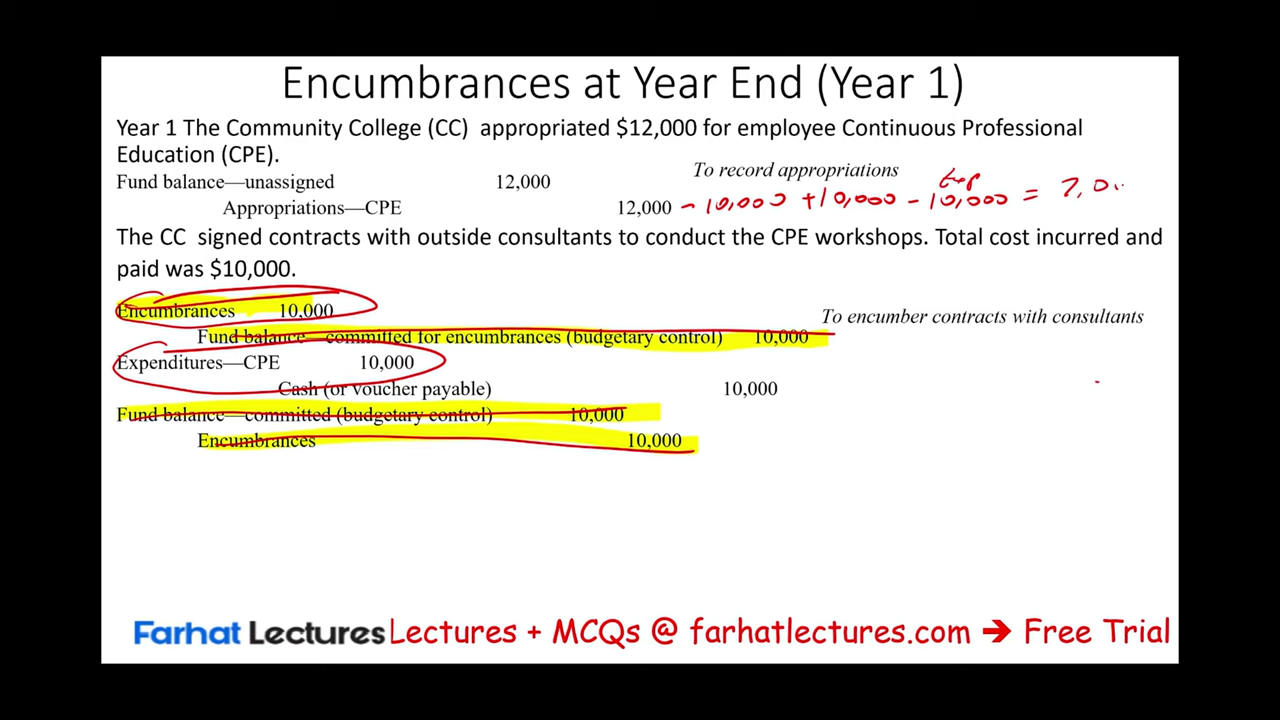 Encumbrances at Year End (Year 1)
Year 1 The Community College (CC) appropriated $12,000 for employee Continuous Professional
Education (CPE).
To record appropriations
Fund balance—unassigned 12,000
Exp
Appropriations—CPE 12,000 - 10,000 + 10,000 - 10,000 =
The CC signed contracts with outside consultants to conduct the CPE workshops. Total cost incurred and
paid was $10,000.
Encumbrances 10,000
To encumber contracts with consultants
Fund balance—committed for encumbrances (budgetary control) 10,000
Expenditures—CPE 10,000
Cash (or voucher payable) 10,000
Fund balance—committed (budgetary control) 10,000
Encumbrances 10,000
Farhat Lectures Lectures + MCQs @ farhatlectures.com ➔ Free Trial